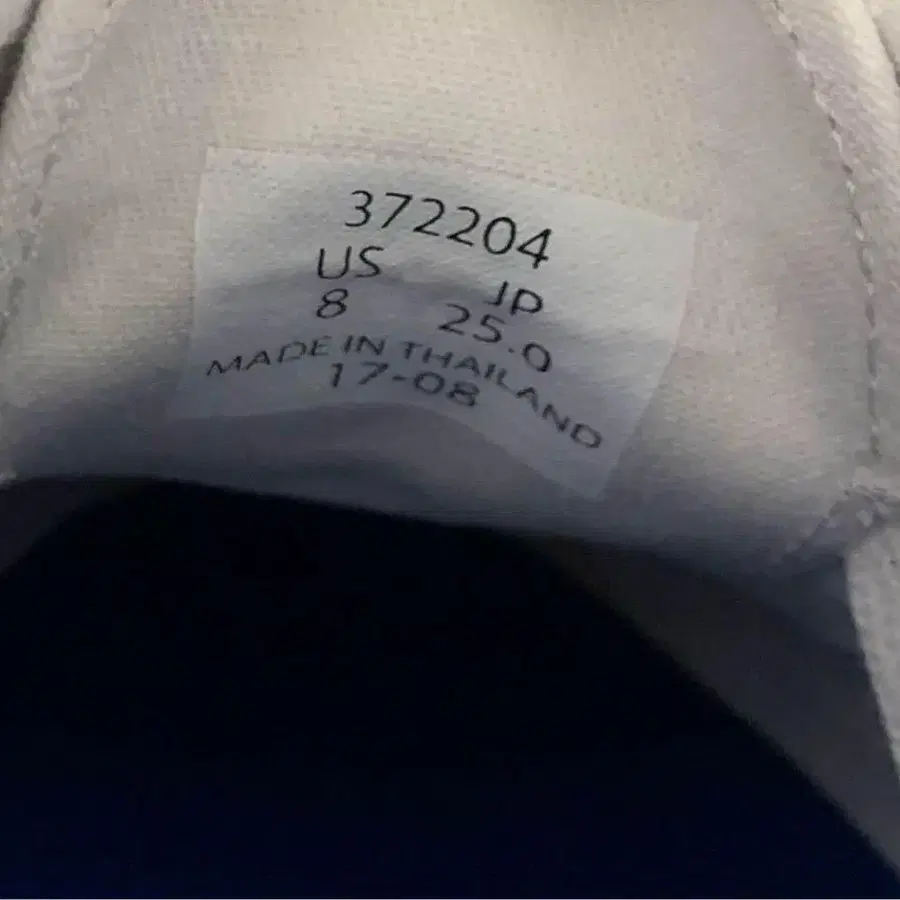 372204
US JP
8 25.0
MADE IN THAILAND
17-08